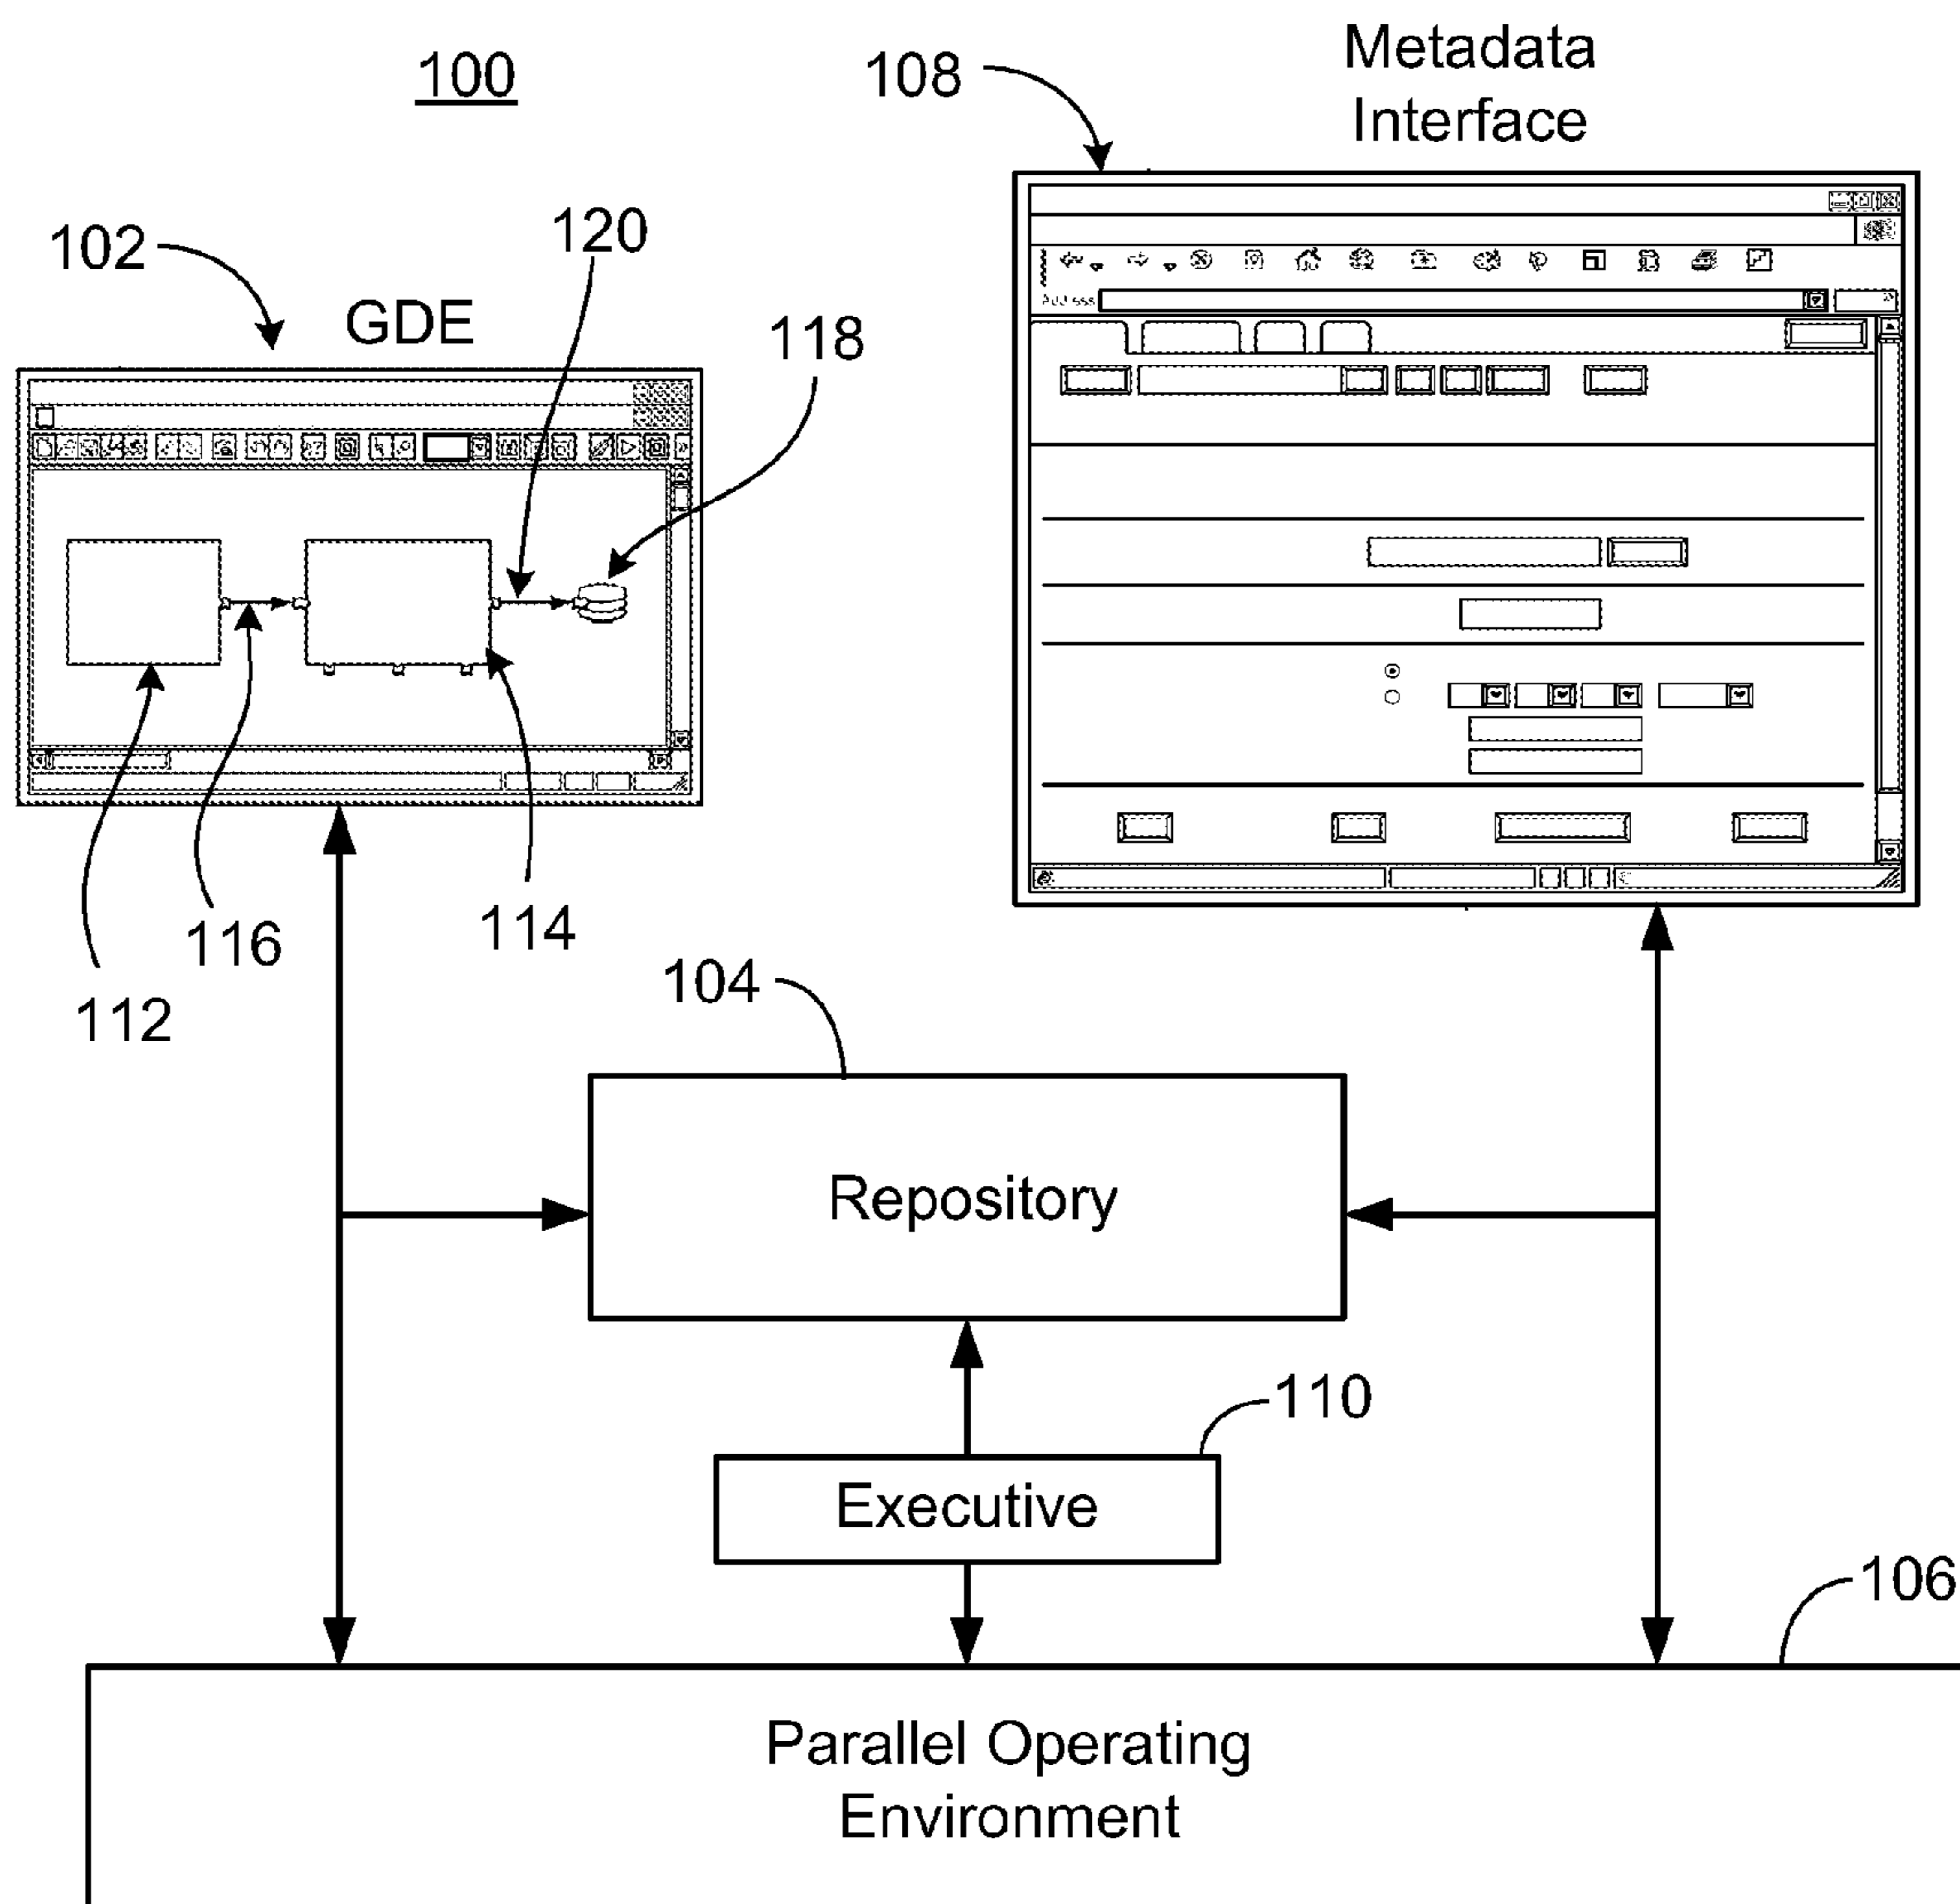 100
108
Metadata
Interface
102
120
GDE
118
Address
116
114
112
104
Repository
110
Executive
106
Parallel Operating
Environment